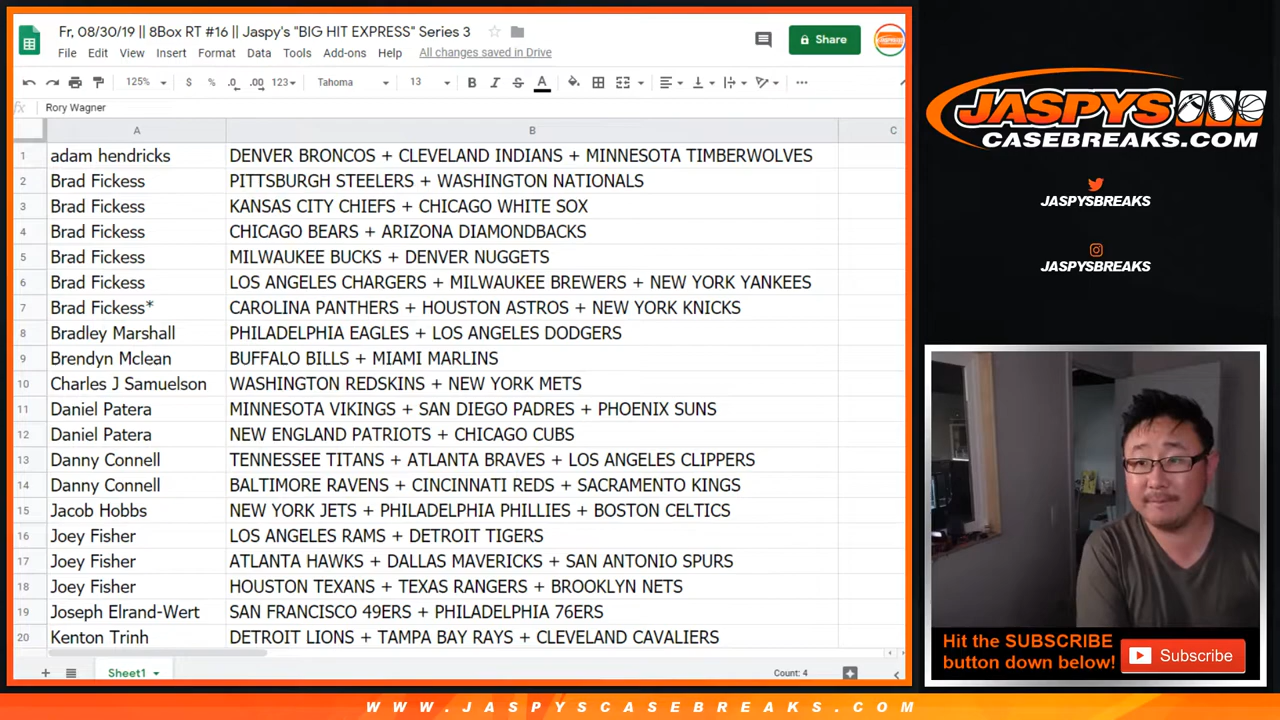 Fr, 08/30/19 || 8Box RT #16 || Jaspy's "BIG HIT EXPRESS" Series 3
File Edit View Insert Format Data Tools Add-ons Help All changes saved in Drive
Share
125% $ % .0 .00 123 Tahoma 13 B I S A
fx Rory Wagner
A B C
1 adam hendricks DENVER BRONCOS + CLEVELAND INDIANS + MINNESOTA TIMBERWOLVES
2 Brad Fickess PITTSBURGH STEELERS + WASHINGTON NATIONALS
3 Brad Fickess KANSAS CITY CHIEFS + CHICAGO WHITE SOX
4 Brad Fickess CHICAGO BEARS + ARIZONA DIAMONDBACKS
5 Brad Fickess MILWAUKEE BUCKS + DENVER NUGGETS
6 Brad Fickess LOS ANGELES CHARGERS + MILWAUKEE BREWERS + NEW YORK YANKEES
7 Brad Fickess* CAROLINA PANTHERS + HOUSTON ASTROS + NEW YORK KNICKS
8 Bradley Marshall PHILADELPHIA EAGLES + LOS ANGELES DODGERS
9 Brendyn Mclean BUFFALO BILLS + MIAMI MARLINS
10 Charles J Samuelson WASHINGTON REDSKINS + NEW YORK METS
11 Daniel Patera MINNESOTA VIKINGS + SAN DIEGO PADRES + PHOENIX SUNS
12 Daniel Patera NEW ENGLAND PATRIOTS + CHICAGO CUBS
13 Danny Connell TENNESSEE TITANS + ATLANTA BRAVES + LOS ANGELES CLIPPERS
14 Danny Connell BALTIMORE RAVENS + CINCINNATI REDS + SACRAMENTO KINGS
15 Jacob Hobbs NEW YORK JETS + PHILADELPHIA PHILLIES + BOSTON CELTICS
16 Joey Fisher LOS ANGELES RAMS + DETROIT TIGERS
17 Joey Fisher ATLANTA HAWKS + DALLAS MAVERICKS + SAN ANTONIO SPURS
18 Joey Fisher HOUSTON TEXANS + TEXAS RANGERS + BROOKLYN NETS
19 Joseph Elrand-Wert SAN FRANCISCO 49ERS + PHILADELPHIA 76ERS
20 Kenton Trinh DETROIT LIONS + TAMPA BAY RAYS + CLEVELAND CAVALIERS
Sheet1
Count: 4
JASPYS
CASEBREAKS.COM
JASPYSBREAKS
JASPYSBREAKS
Hit the SUBSCRIBE
button down below!
Subscribe
WWW.JASPYSCASEBREAKS.COM